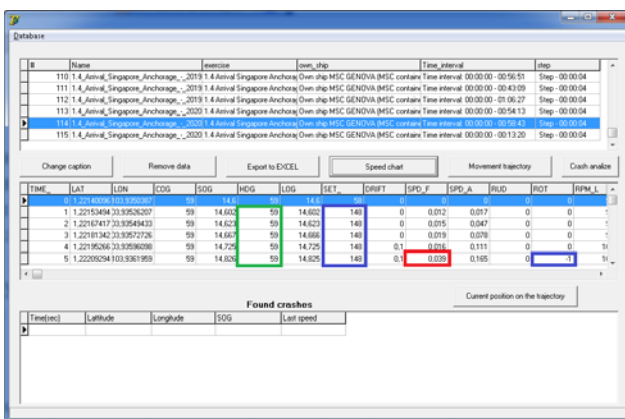 Database
# Name exercise own_ship Time_interval step
110 1.4_Arrival_Singapore_Anchorage_-_2019 1.4 Arrival Singapore Anchorag Own ship MSC GENOVA (MSC containe Time interval: 00:00:00 - 00:56:51 Step - 00:00:04
111 1.4_Arrival_Singapore_Anchorage_-_2019 1.4 Arrival Singapore Anchorag Own ship MSC GENOVA (MSC containe Time interval: 00:00:00 - 00:43:09 Step - 00:00:04
112 1.4_Arrival_Singapore_Anchorage_-_2019 1.4 Arrival Singapore Anchorag Own ship MSC GENOVA (MSC containe Time interval: 00:00:00 - 01:06:27 Step - 00:00:04
113 1.4_Arrival_Singapore_Anchorage_-_2020 1.4 Arrival Singapore Anchorag Own ship MSC GENOVA (MSC containe Time interval: 00:00:00 - 00:54:13 Step - 00:00:04
114 1.4_Arrival_Singapore_Anchorage_-_2020 1.4 Arrival Singapore Anchorag Own ship MSC GENOVA (MSC containe Time interval: 00:00:00 - 00:58:43 Step - 00:00:04
115 1.4_Arrival_Singapore_Anchorage_-_2020 1.4 Arrival Singapore Anchorag Own ship MSC GENOVA (MSC containe Time interval: 00:00:00 - 00:13:20 Step - 00:00:04
Change caption Remove data Export to EXCEL Speed chart Movement trajectory Crash analize
TIME_ LAT LON COG SOG HDG LOG SET_ DRIFT SPD_F SPD_A RUD ROT RPM_L
0 1,22140096 103,9350387 59 14,6 59 14,6 58 0 0 0 0 0
1 1,22153494 103,93526207 59 14,602 59 14,602 148 0 0,012 0,017 0 0
2 1,22167417 103,93549433 59 14,623 59 14,623 148 0 0,015 0,047 0 0
3 1,22181342 103,93572726 59 14,667 59 14,666 148 0 0,019 0,078 0 0
4 1,22195266 103,93596098 59 14,725 59 14,725 148 0,1 0,016 0,111 0 0
5 1,22209294 103,9361959 59 14,826 59 14,825 148 0,1 0,039 0,165 0 -1
Current position on the trajectory
Found crashes
Time(sec) Lattitude Longitude SOG Last speed